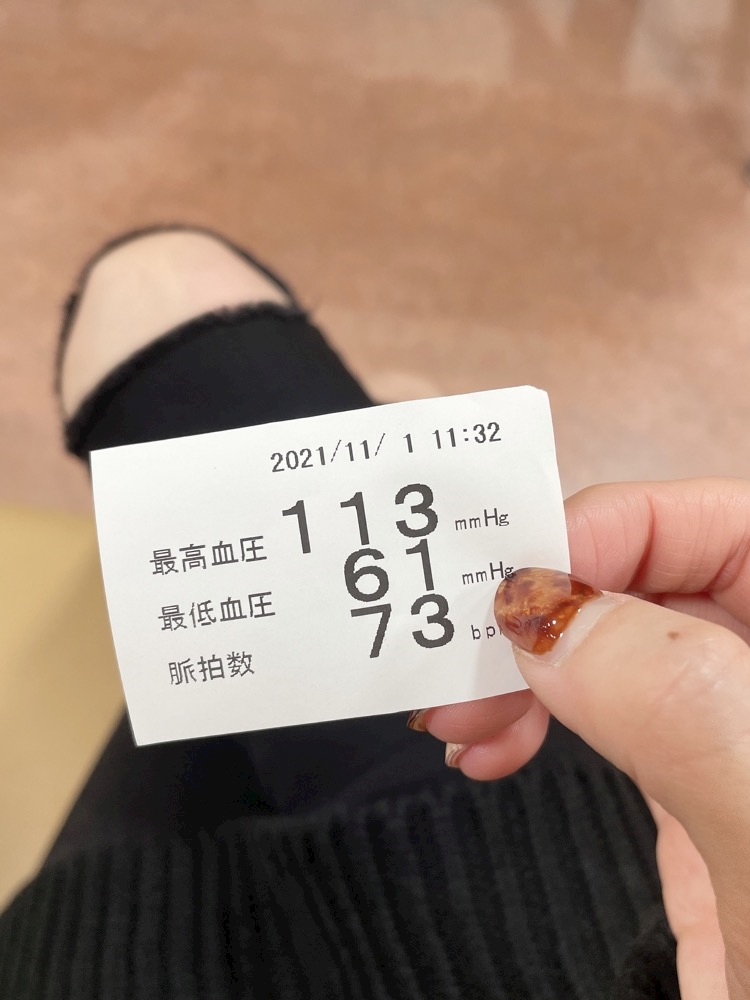 2021/11/ 1 11:32
最高血圧 113 mmHg
最低血圧 61 mmHg
脈拍数 73